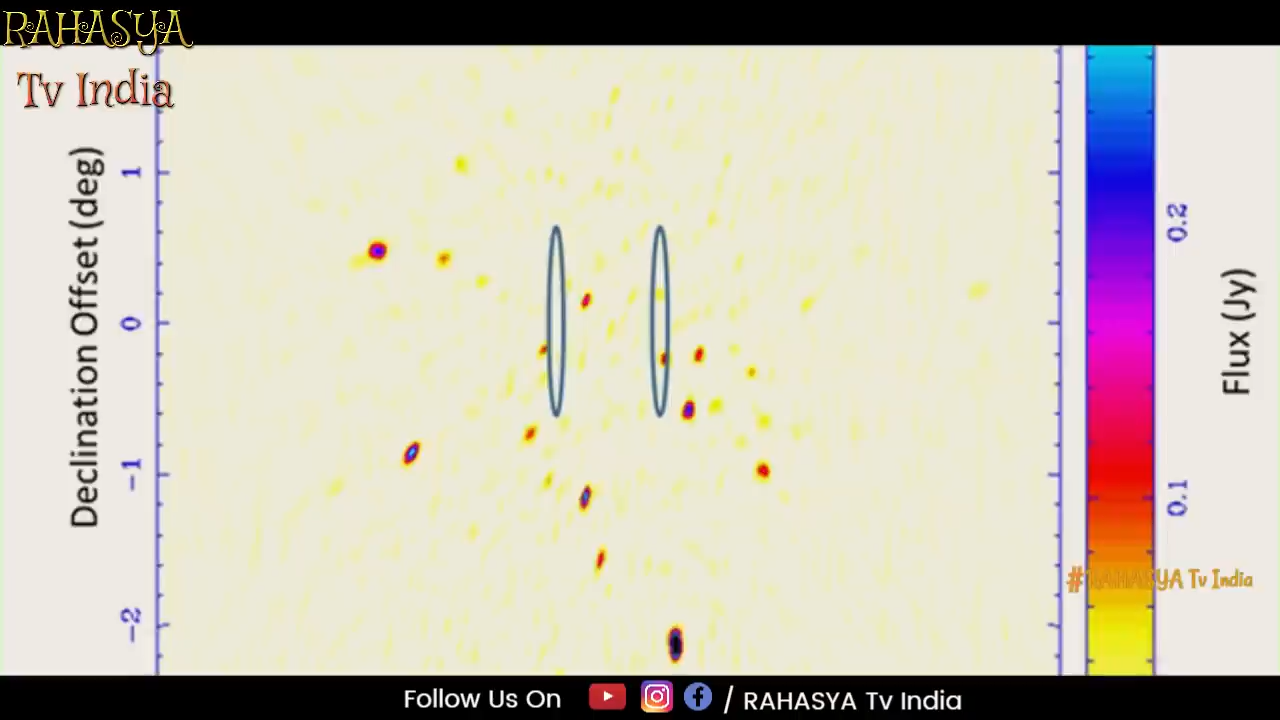 RAHASYA
Tv India
Declination Offset (deg)
1
0
-1
-2
0.2
0.1
Flux (Jy)
#RAHASYA Tv India
Follow Us On / RAHASYA Tv India